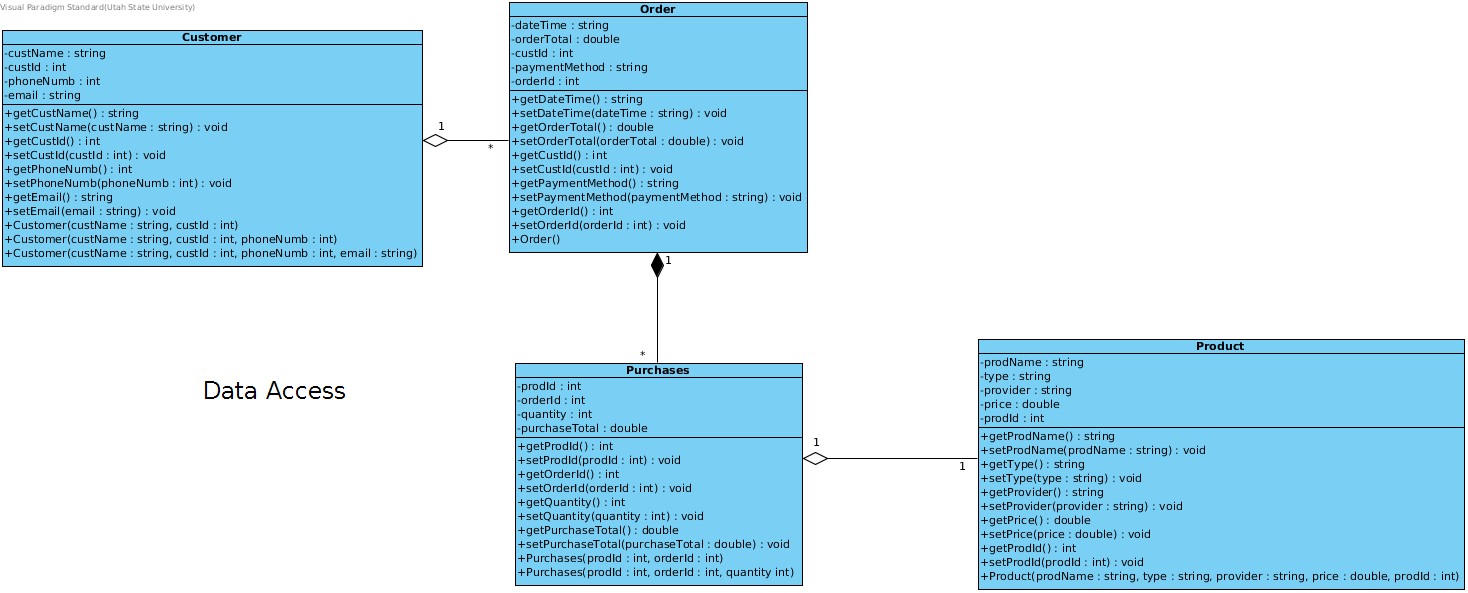 Visual Paradigm Standard(Utah State University)
Customer
-custName : string
-custId : int
-phoneNumb : int
-email : string
+getCustName() : string
+setCustName(custName : string) : void
+getCustId() : int
+setCustId(custId : int) : void
+getPhoneNumb() : int
+setPhoneNumb(phoneNumb : int) : void
+getEmail() : string
+setEmail(email : string) : void
+Customer(custName : string, custId : int)
+Customer(custName : string, custId : int, phoneNumb : int)
+Customer(custName : string, custId : int, phoneNumb : int, email : string)
1
*
Order
-dateTime : string
-orderTotal : double
-custId : int
-paymentMethod : string
-orderId : int
+getDateTime() : string
+setDateTime(dateTime : string) : void
+getOrderTotal() : double
+setOrderTotal(orderTotal : double) : void
+getCustId() : int
+setCustId(custId : int) : void
+getPaymentMethod() : string
+setPaymentMethod(paymentMethod : string) : void
+getOrderId() : int
+setOrderId(orderId : int) : void
+Order()
1
*
Data Access
Purchases
-prodId : int
-orderId : int
-quantity : int
-purchaseTotal : double
+getProdId() : int
+setProdId(prodId : int) : void
+getOrderId() : int
+setOrderId(orderId : int) : void
+getQuantity() : int
+setQuantity(quantity : int) : void
+getPurchaseTotal() : double
+setPurchaseTotal(purchaseTotal : double) : void
+Purchases(prodId : int, orderId : int)
+Purchases(prodId : int, orderId : int, quantity int)
1
1
Product
-prodName : string
-type : string
-provider : string
-price : double
-prodId : int
+getProdName() : string
+setProdName(prodName : string) : void
+getType() : string
+setType(type : string) : void
+getProvider() : string
+setProvider(provider : string) : void
+getPrice() : double
+setPrice(price : double) : void
+getProdId() : int
+setProdId(prodId : int) : void
+Product(prodName : string, type : string, provider : string, price : double, prodId : int)